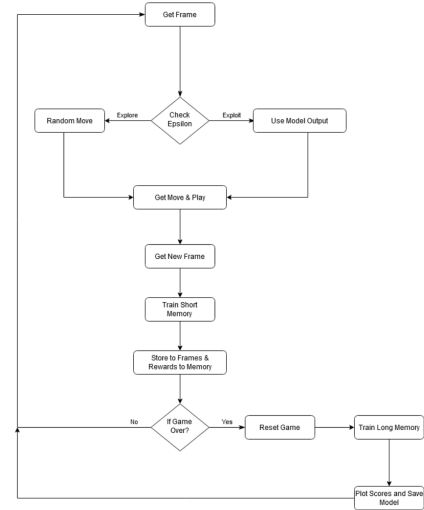 Get Frame
Check
Epsilon
Explore
Exploit
Random Move
Use Model Output
Get Move & Play
Get New Frame
Train Short
Memory
Store to Frames &
Rewards to Memory
If Game
Over?
No
Yes
Reset Game
Train Long Memory
Plot Scores and Save
Model